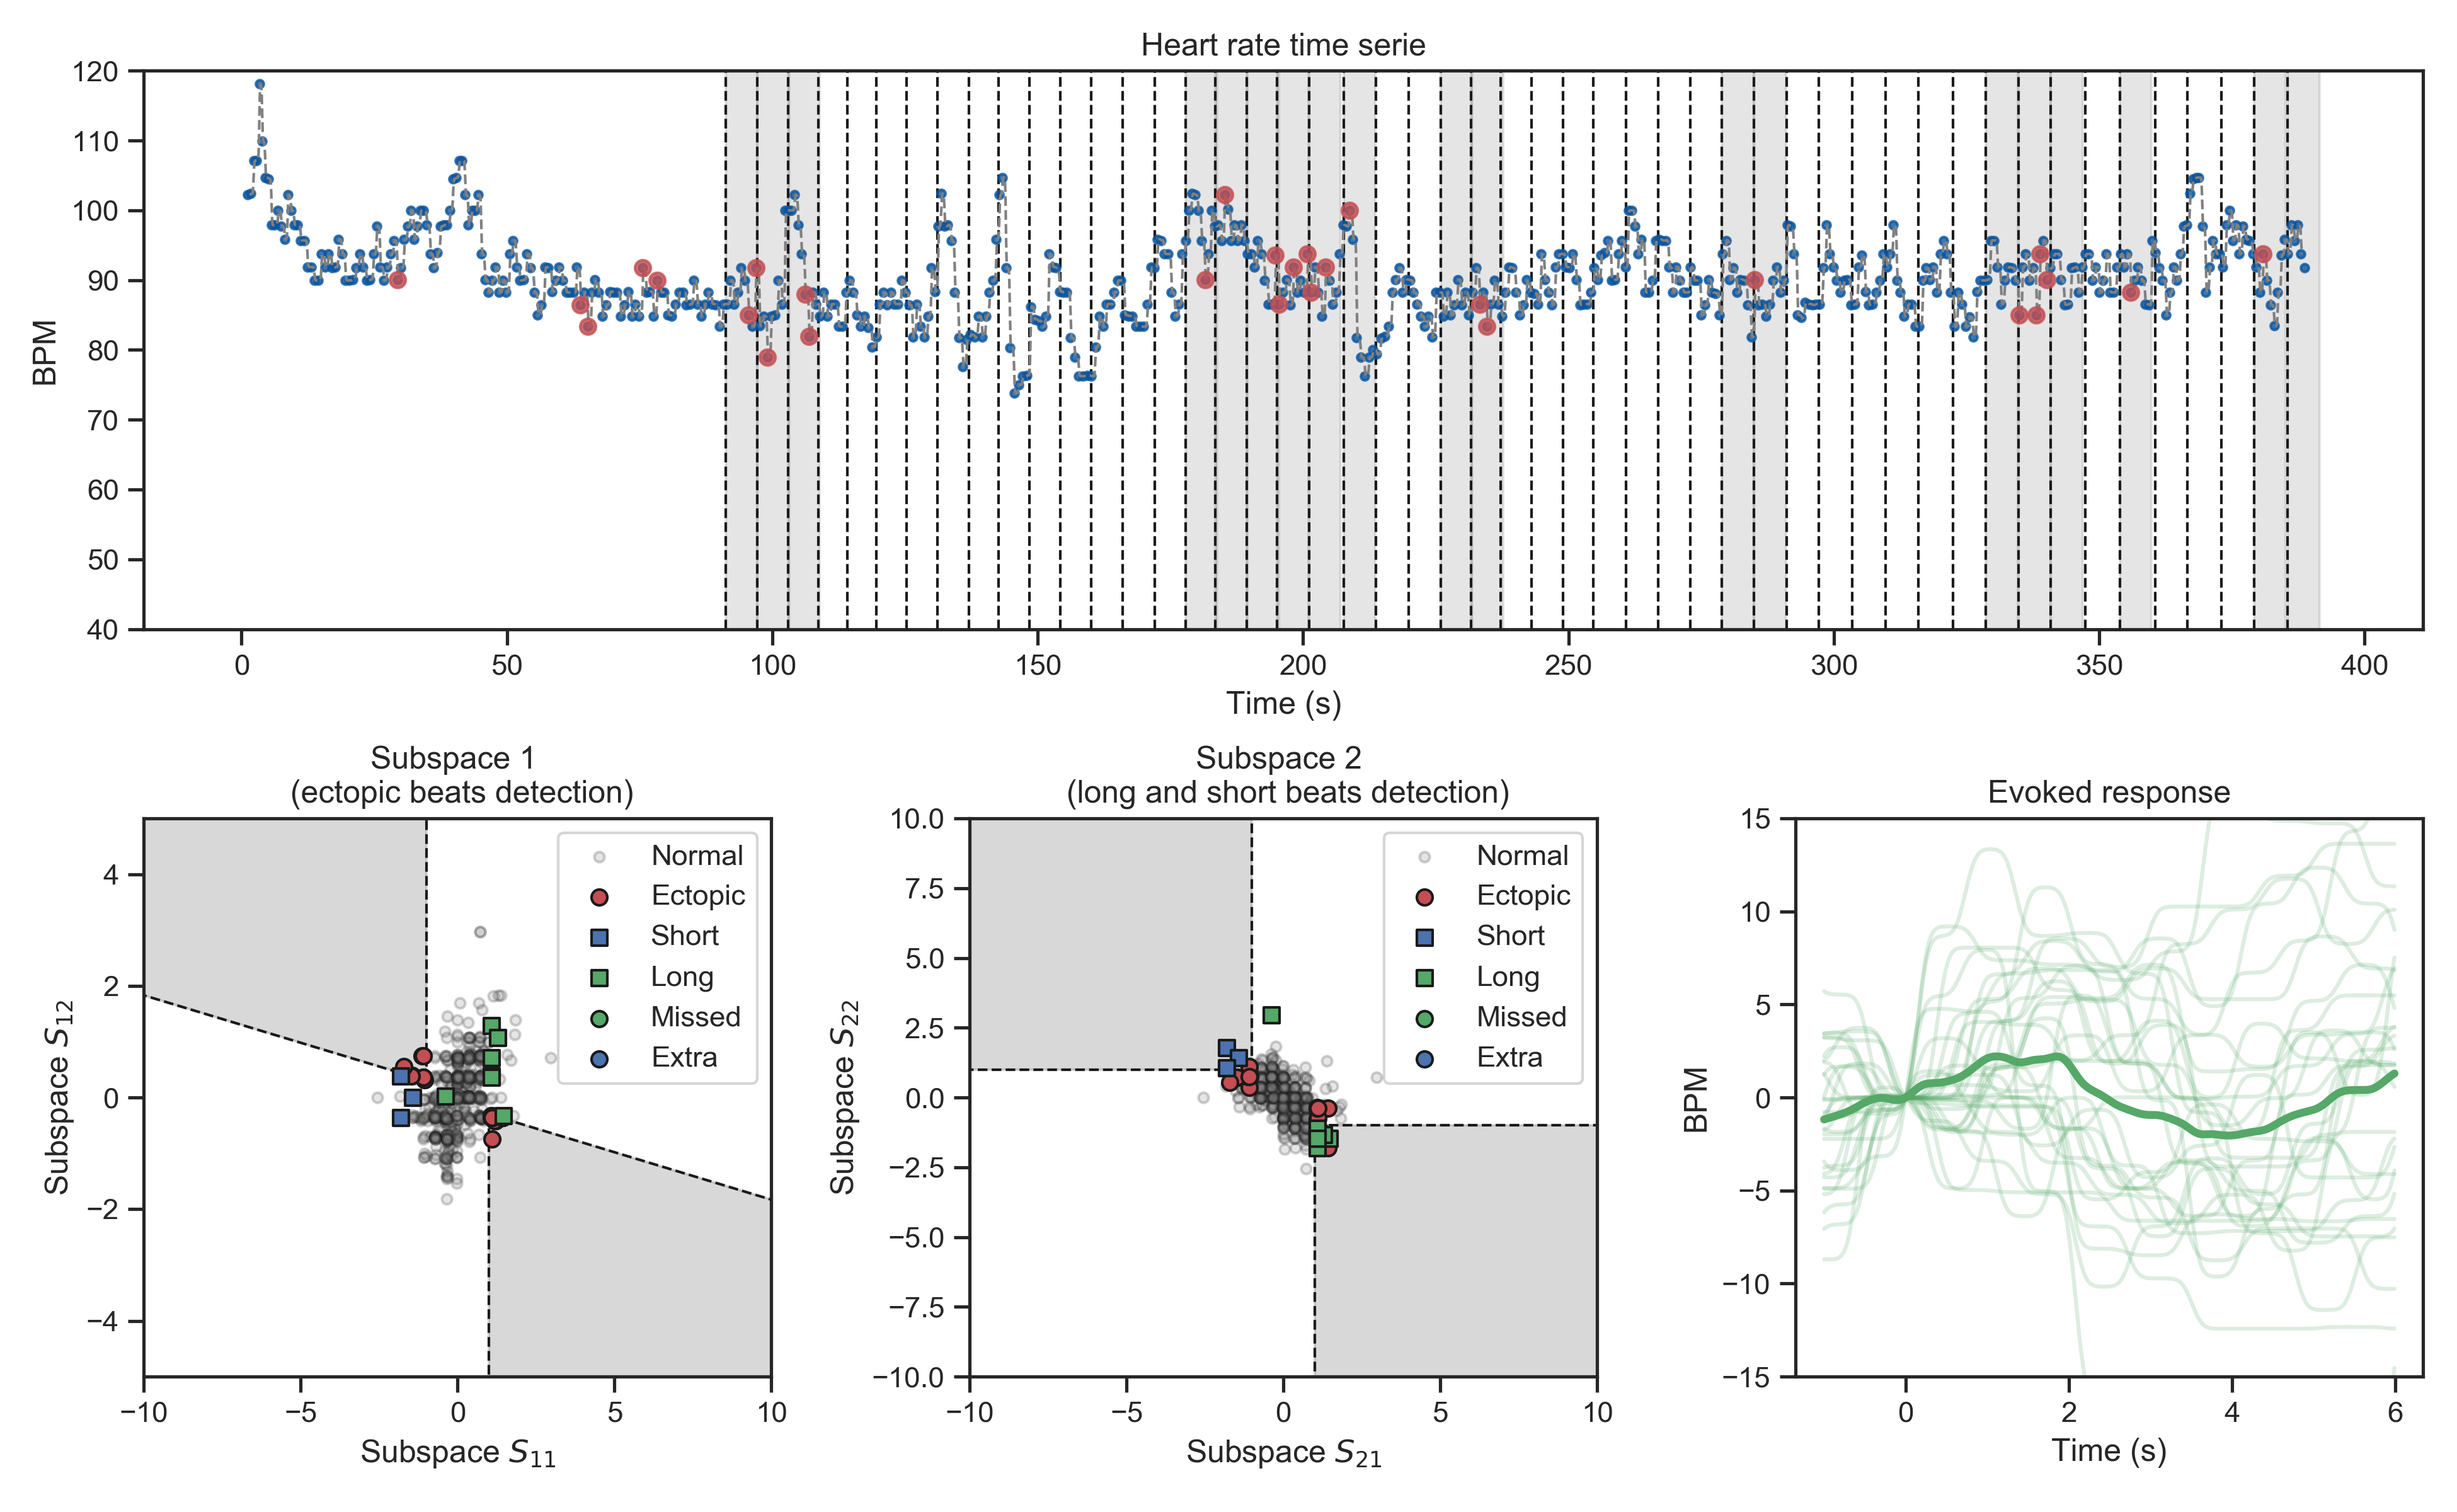 Heart rate time serie
120
110
100
90
80
70
60
50
40
BPM
0 50 100 150 200 250 300 350 400
Time (s)
Subspace 1
(ectopic beats detection)
4
2
0
−2
−4
Subspace S12
−10 −5 0 5 10
Subspace S11
Normal
Ectopic
Short
Long
Missed
Extra
Subspace 2
(long and short beats detection)
10.0
7.5
5.0
2.5
0.0
−2.5
−5.0
−7.5
−10.0
Subspace S22
−10 −5 0 5 10
Subspace S21
Normal
Ectopic
Short
Long
Missed
Extra
Evoked response
15
10
5
0
−5
−10
−15
BPM
0 2 4 6
Time (s)